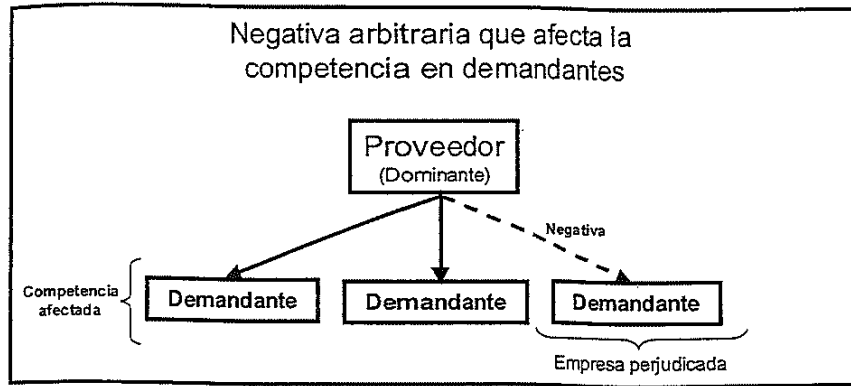 Negativa arbitraria que afecta la
competencia en demandantes
Proveedor
(Dominante)
Negativa
Competencia
afectada
Demandante
Demandante
Demandante
Empresa perjudicada